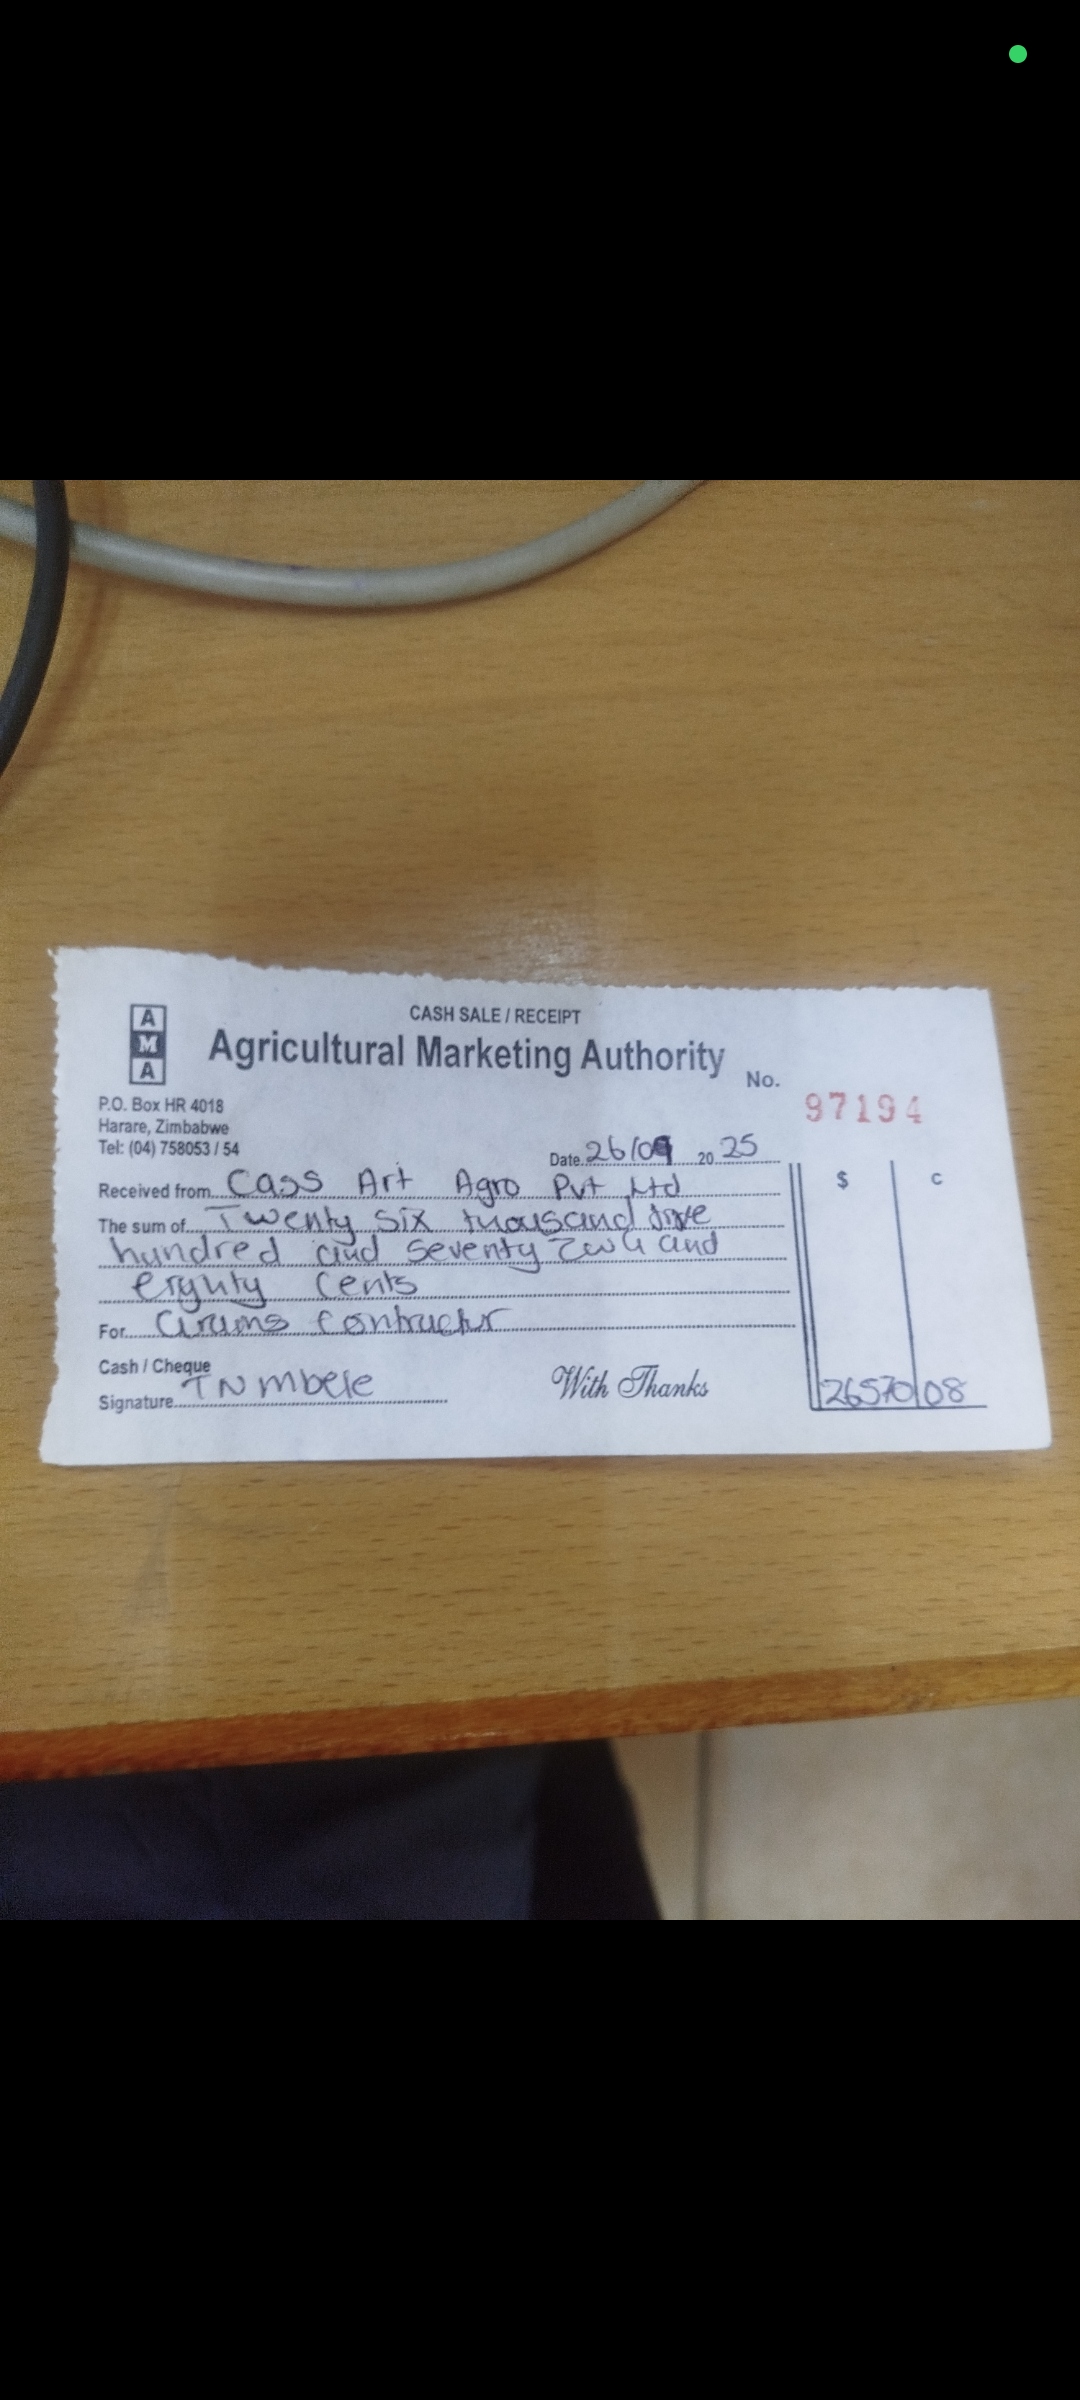 A
M
A
CASH SALE / RECEIPT
Agricultural Marketing Authority
No. 97194
P.O. Box HR 4018
Harare, Zimbabwe
Tel: (04) 758053 / 54
Date 26/09 20 25
Received from Cass Art Agro Pvt Ltd
The sum of Twenty six thousand five
hundred and seventy ZWG and
eighty cents
For Grains Contractor
Cash / Cheque
Signature TN Mbele
With Thanks
$ c
26570 08